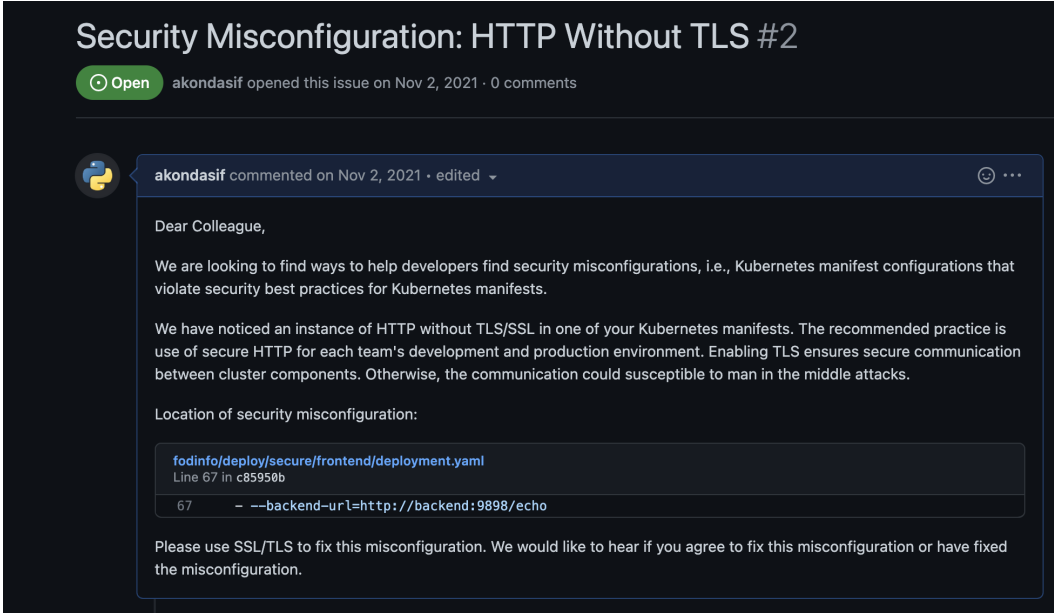 Security Misconfiguration: HTTP Without TLS #2
Open akondasif opened this issue on Nov 2, 2021 · 0 comments
akondasif commented on Nov 2, 2021 • edited
Dear Colleague,
We are looking to find ways to help developers find security misconfigurations, i.e., Kubernetes manifest configurations that
violate security best practices for Kubernetes manifests.
We have noticed an instance of HTTP without TLS/SSL in one of your Kubernetes manifests. The recommended practice is
use of secure HTTP for each team's development and production environment. Enabling TLS ensures secure communication
between cluster components. Otherwise, the communication could susceptible to man in the middle attacks.
Location of security misconfiguration:
fodinfo/deploy/secure/frontend/deployment.yaml
Line 67 in c85950b
67 - --backend-url=http://backend:9898/echo
Please use SSL/TLS to fix this misconfiguration. We would like to hear if you agree to fix this misconfiguration or have fixed
the misconfiguration.